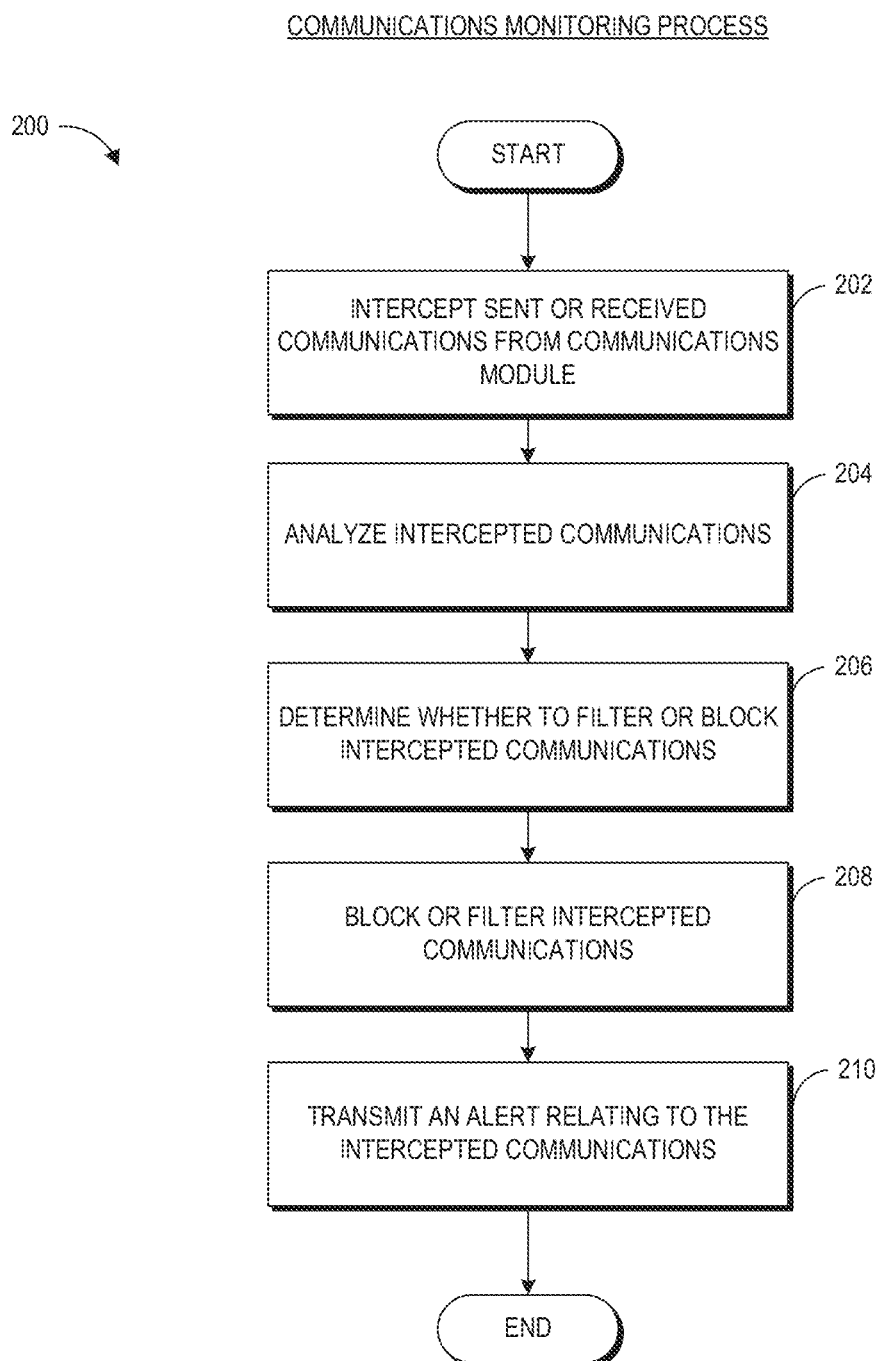 COMMUNICATIONS MONITORING PROCESS
200
START
INTERCEPT SENT OR RECEIVED
COMMUNICATIONS FROM COMMUNICATIONS
MODULE
202
ANALYZE INTERCEPTED COMMUNICATIONS
204
DETERMINE WHETHER TO FILTER OR BLOCK
INTERCEPTED COMMUNICATIONS
206
BLOCK OR FILTER INTERCEPTED
COMMUNICATIONS
208
TRANSMIT AN ALERT RELATING TO THE
INTERCEPTED COMMUNICATIONS
210
END